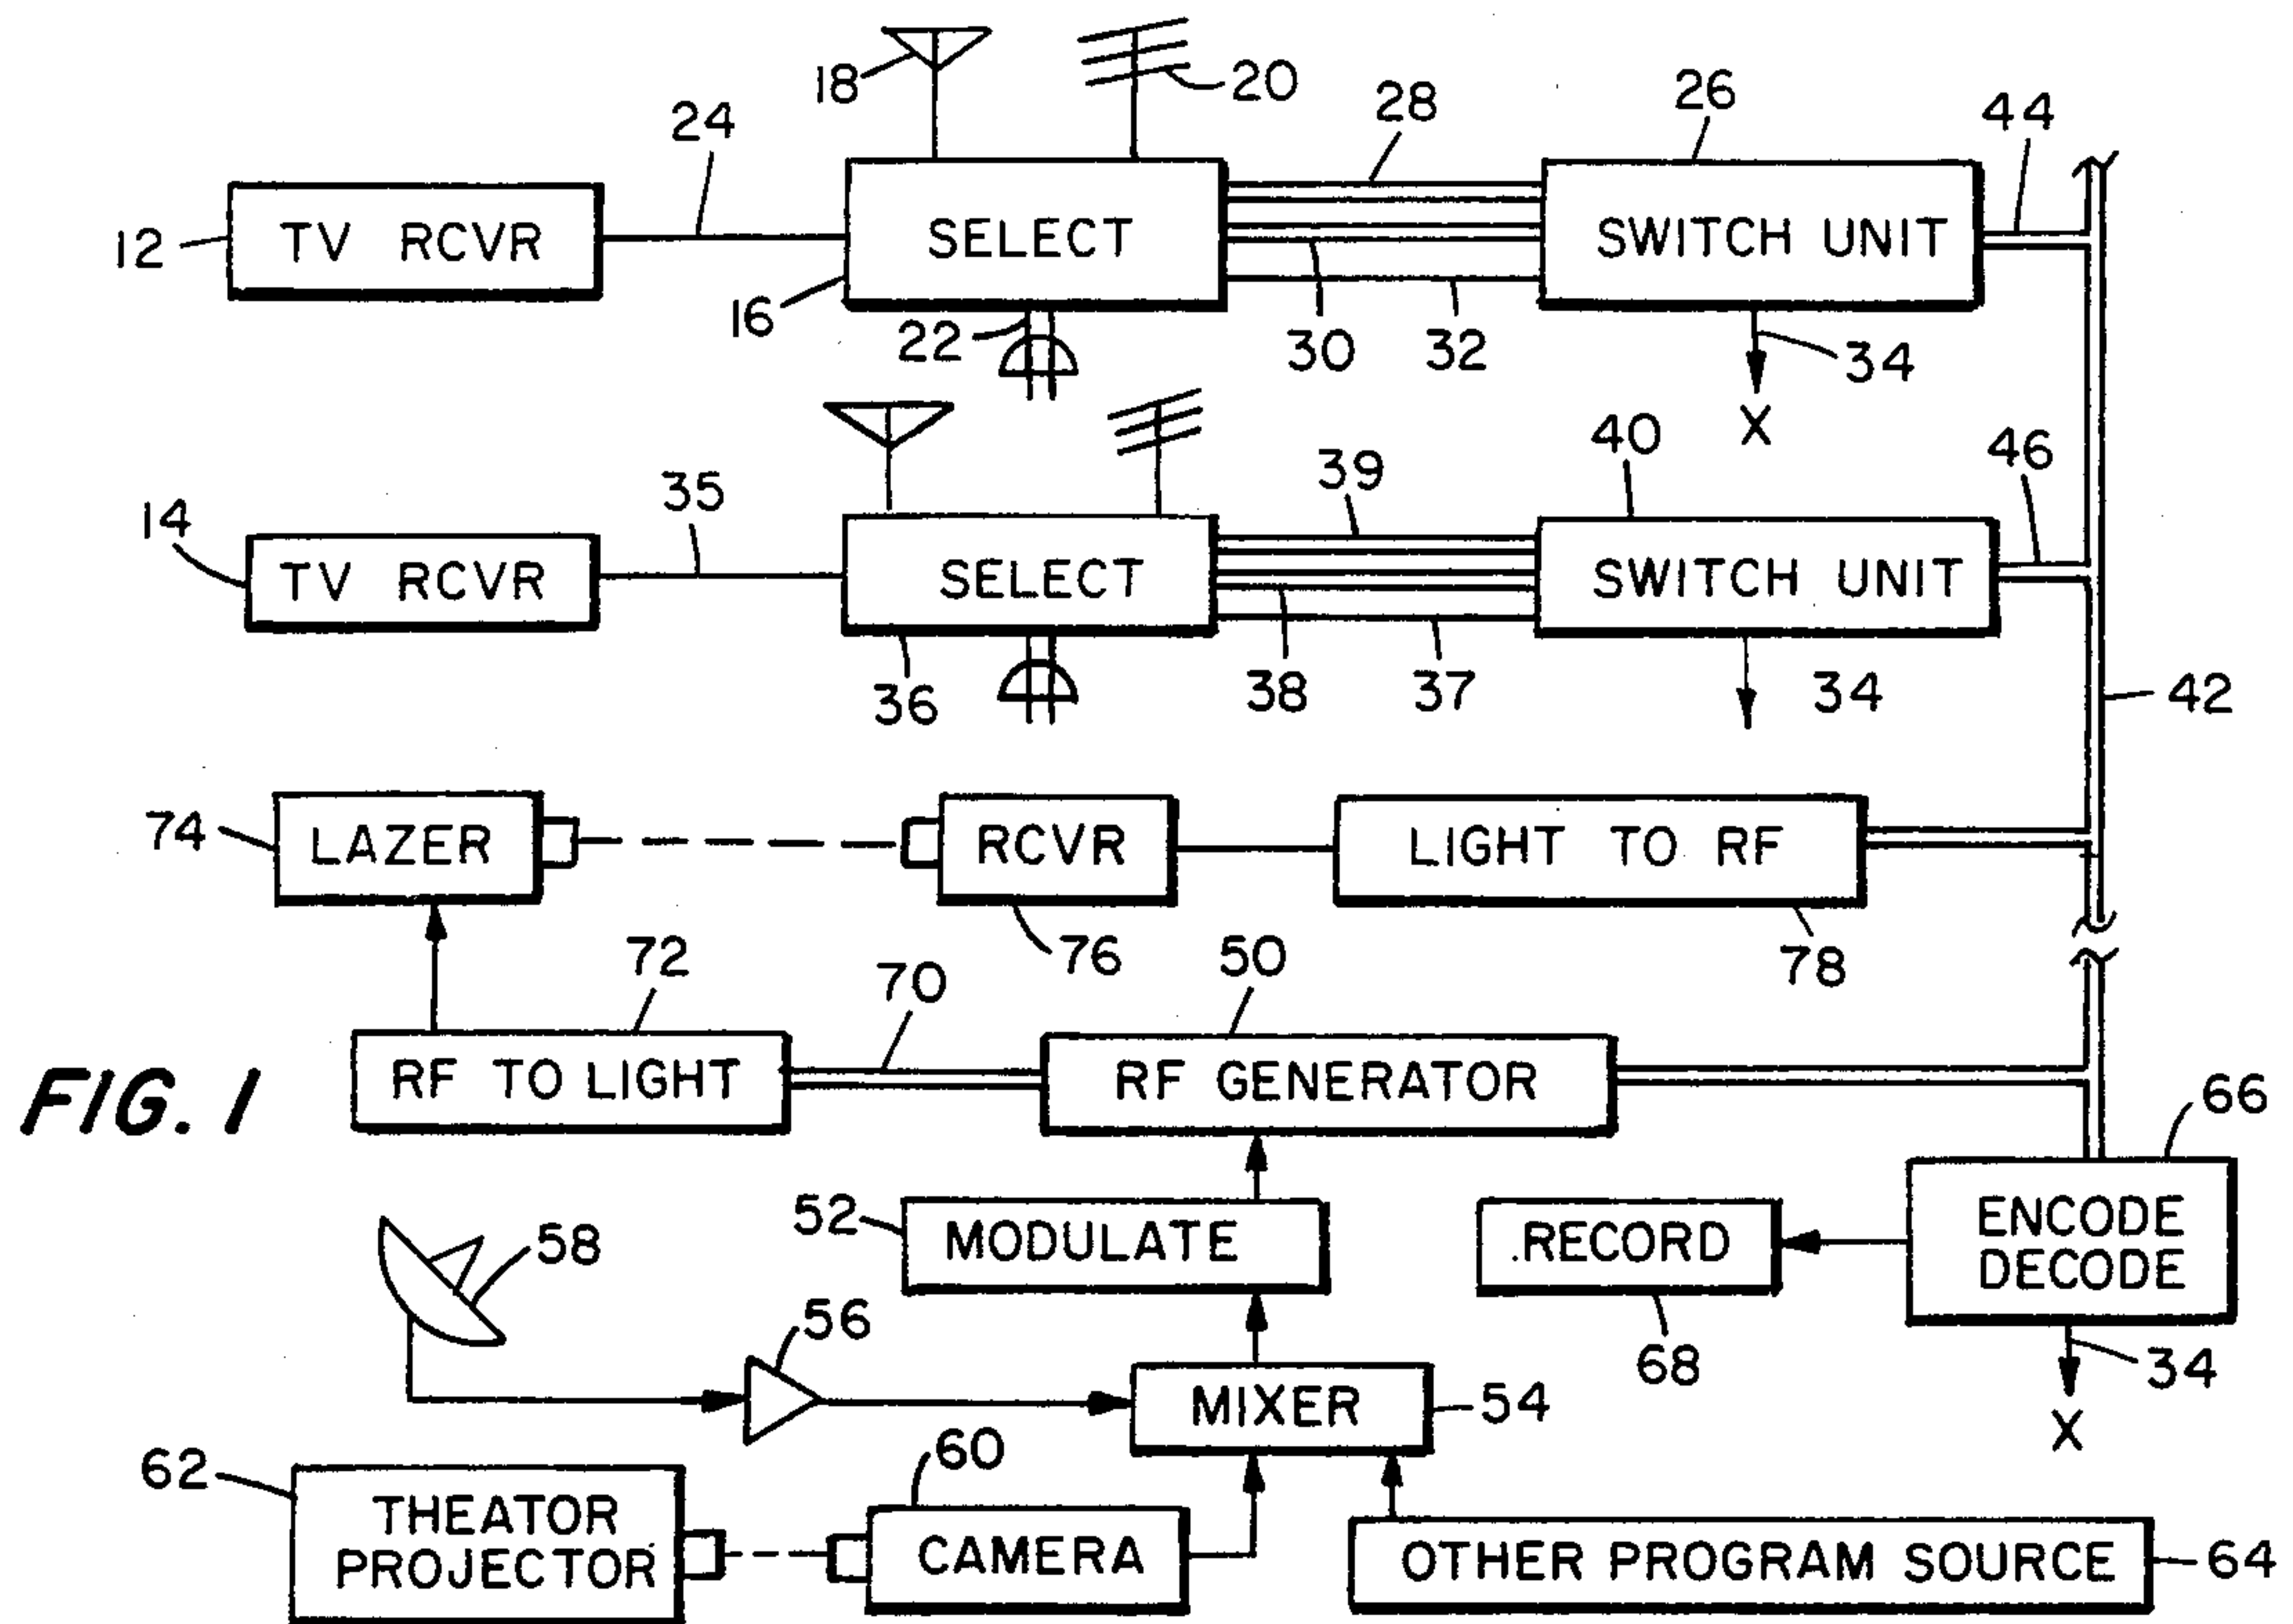 18
20
28
26
44
24
12
TV RCVR
SELECT
SWITCH UNIT
16
22
30
32
34
X
14
35
39
40
46
TV RCVR
SELECT
SWITCH UNIT
36
38
37
34
42
74
LAZER
RCVR
LIGHT TO RF
76
78
72
70
50
RF TO LIGHT
RF GENERATOR
FIG. 1
66
52
MODULATE
RECORD
ENCODE
DECODE
58
56
68
34
MIXER
54
X
62
60
THEATOR
PROJECTOR
CAMERA
OTHER PROGRAM SOURCE
64